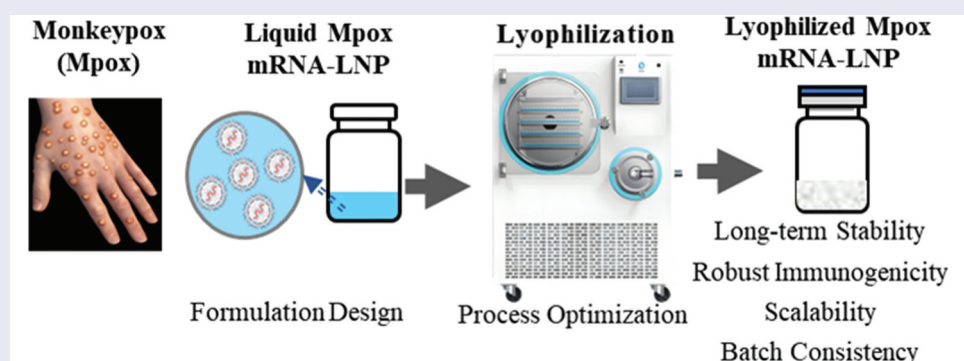 Monkeypox
(Mpox)
Liquid Mpox
mRNA-LNP
Lyophilization
Lyophilized Mpox
mRNA-LNP
Formulation Design
Process Optimization
Long-term Stability
Robust Immunogenicity
Scalability
Batch Consistency